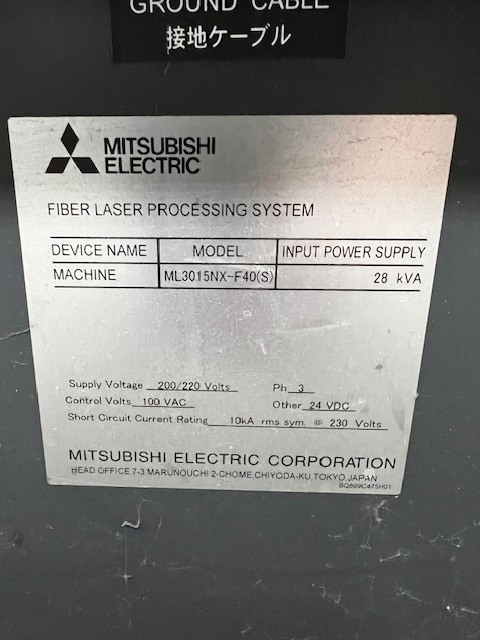 GROUND CABLE
接地ケーブル
MITSUBISHI
ELECTRIC
FIBER LASER PROCESSING SYSTEM
DEVICE NAME MODEL INPUT POWER SUPPLY
MACHINE ML3015NX-F40(S) 28 kVA
Supply Voltage 200/220 Volts Ph 3
Control Volts 100 VAC Other 24 VDC
Short Circuit Current Rating 10kA rms sym. @ 230 Volts
MITSUBISHI ELECTRIC CORPORATION
HEAD OFFICE 7-3, MARUNOUCHI 2-CHOME CHIYODA-KU, TOKYO, JAPAN
BQ899C475H01